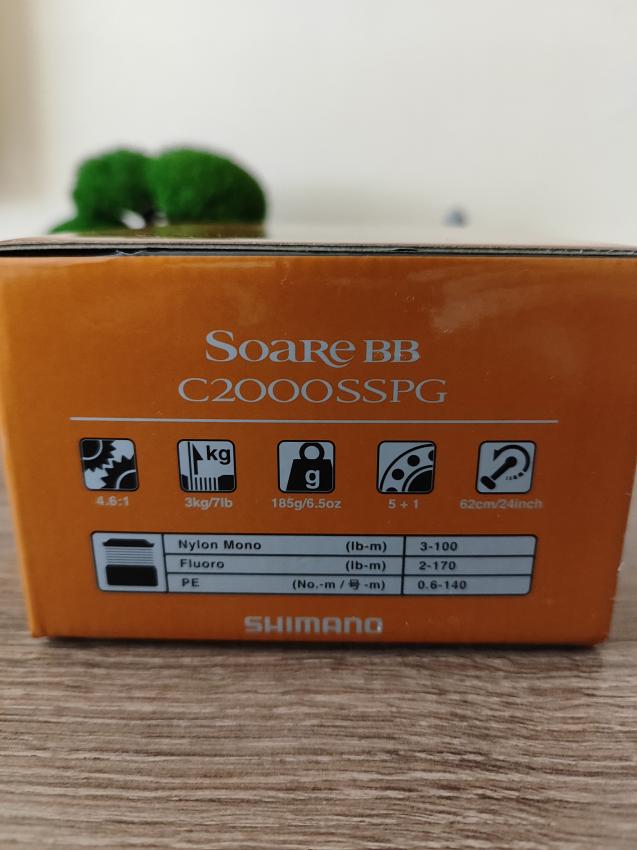 Soare BB
C2000SSPG
kg
g
4.6:1 3kg/7lb 185g/6.5oz 5 + 1 62cm/24inch
Nylon Mono (lb-m) 3-100
Fluoro (lb-m) 2-170
PE (No.-m / 号 -m) 0.6-140
SHIMANO